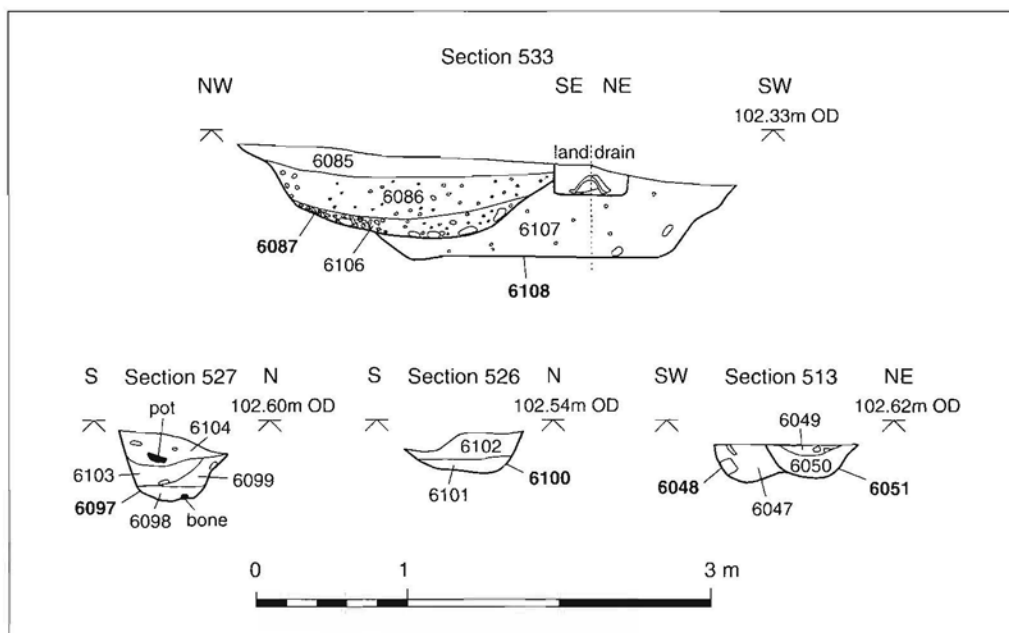 Section 533
NW SE NE SW
102.33m OD
land drain
6085
6086
6107
6087
6106
6108
S Section 527 N
102.60m OD
pot
6104
6103
6099
6097
6098
bone
S Section 526 N
102.54m OD
6102
6101
6100
SW Section 513 NE
102.62m OD
6049
6050
6048
6051
6047
0 1 3 m